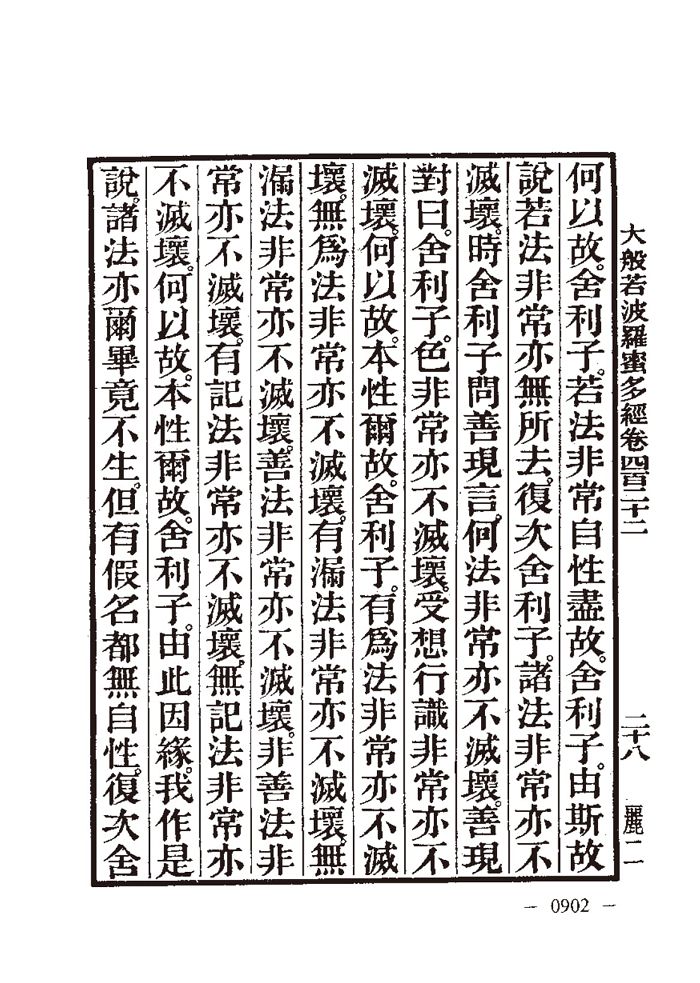 大般若波羅蜜多經卷四百二十二
二十八
麗二
何以故。舍利子。若法非常自性盡故。舍利子。由斯故
說若法非常亦無所去。復次舍利子。諸法非常亦不
滅壞。時舍利子問善現言。何法非常亦不滅壞。善現
對曰。舍利子。色非常亦不滅壞。受想行識非常亦不
滅壞。何以故。本性爾故。舍利子。有爲法非常亦不滅
壞。無爲法非常亦不滅壞。有漏法非常亦不滅壞。無
漏法非常亦不滅壞。善法非常亦不滅壞。非善法非
常亦不滅壞。有記法非常亦不滅壞。無記法非常亦
不滅壞。何以故。本性爾故。舍利子。由此因緣。我作是
說。諸法亦爾畢竟不生。但有假名都無自性。復次舍
— 0902 —